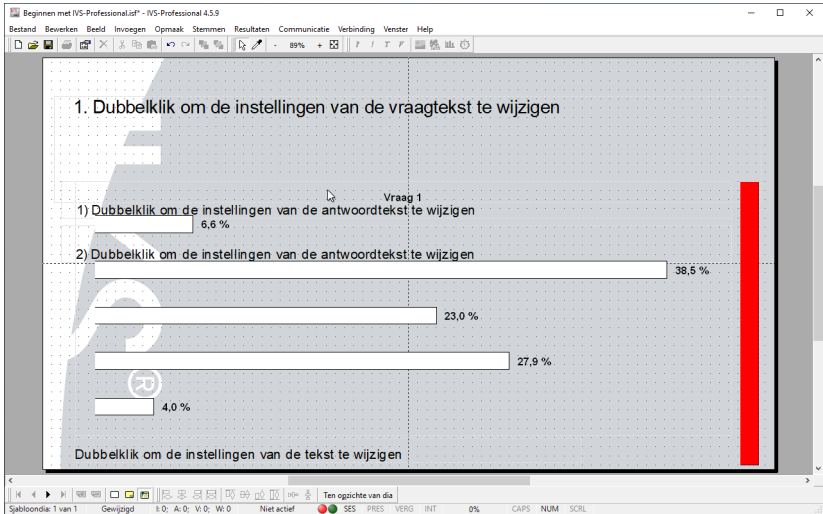 Beginnen met IVS-Professional.isf* - IVS-Professional 4.5.9
Bestand Bewerken Beeld Invoegen Opmaak Stemmen Resultaten Communicatie Verbinding Venster Help
- 89% + ? ! T F
1. Dubbelklik om de instellingen van de vraagtekst te wijzigen
Vraag 1
1) Dubbelklik om de instellingen van de antwoordtekst te wijzigen
6,6 %
2) Dubbelklik om de instellingen van de antwoordtekst te wijzigen
38,5 %
23,0 %
27,9 %
®
4,0 %
Dubbelklik om de instellingen van de tekst te wijzigen
Ten opzichte van dia
Sjabloondia: 1 van 1 Gewijzigd I: 0; A: 0; V: 0; W: 0 Niet actief SES PRES VERG INT 0% CAPS NUM SCRL